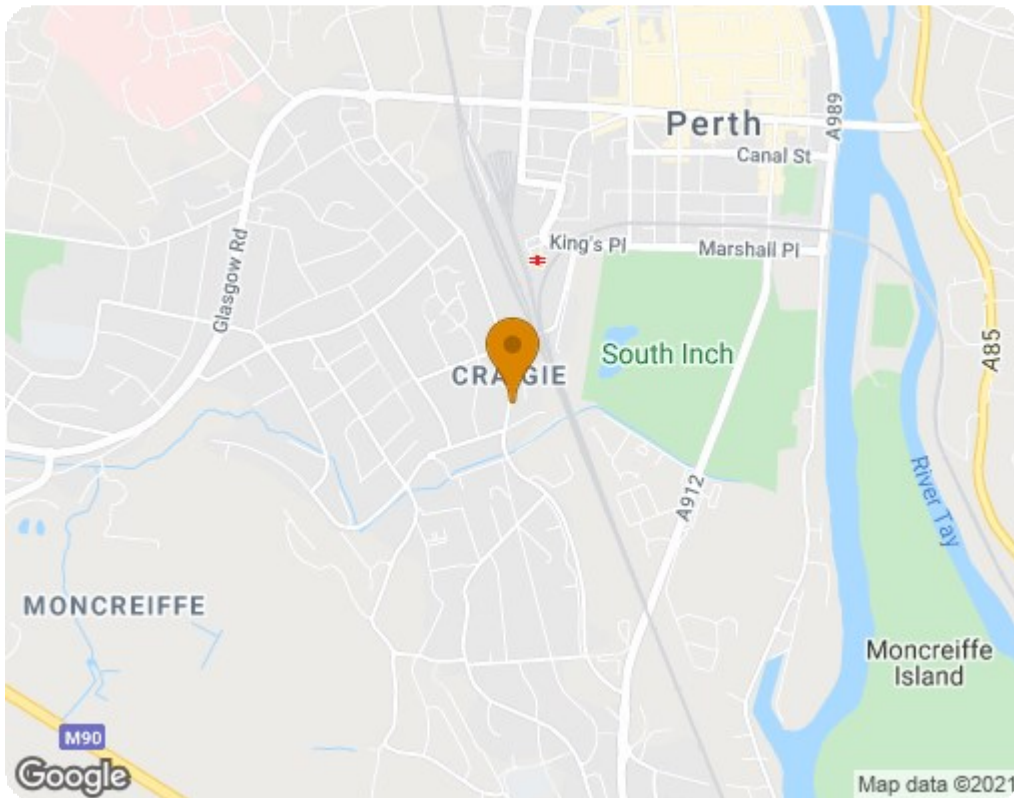 Perth
A989
Canal St
Glasgow Rd
King's Pl
Marshall Pl
South Inch
A85
CRAIGIE
A912
River Tay
MONCREIFFE
Moncreiffe
Island
M90
Google
Map data ©2021